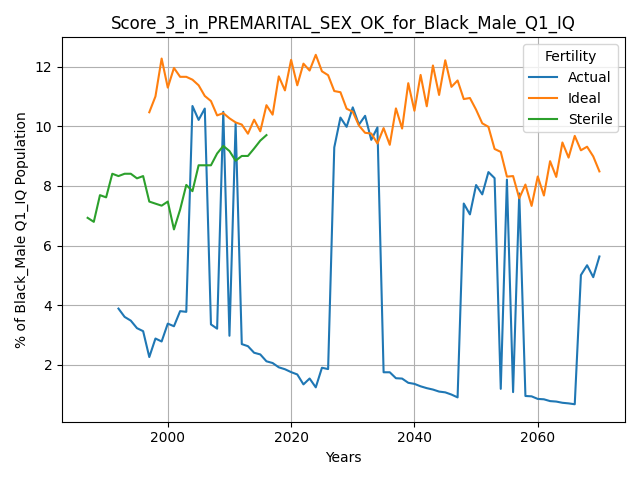 Score_3_in_PREMARITAL_SEX_OK_for_Black_Male_Q1_IQ
Fertility
Actual
Ideal
Sterile
% of Black_Male Q1_IQ Population
12
10
8
6
4
2
2000 2020 2040 2060
Years